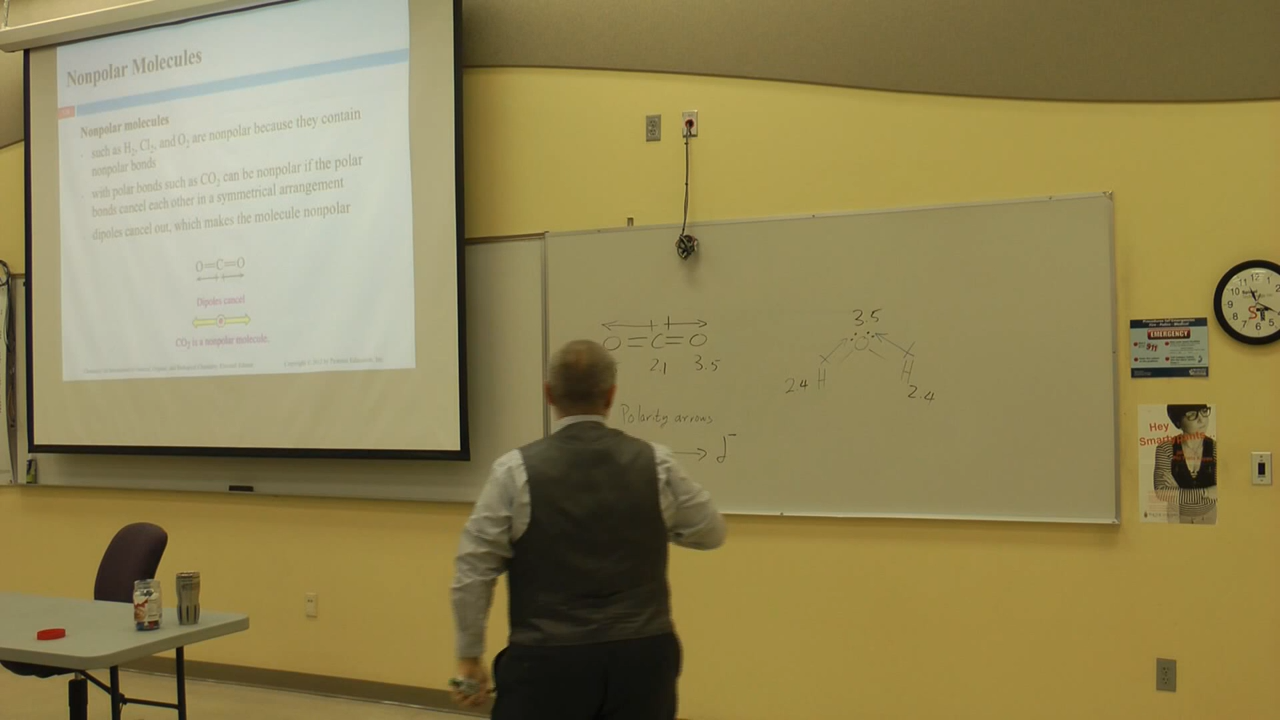 Nonpolar Molecules
Nonpolar molecules
such as H₂, Cl₂, and O₂ are nonpolar because they contain
nonpolar bonds
with polar bonds such as CO₂ can be nonpolar if the polar
bonds cancel each other in a symmetrical arrangement
dipoles cancel out, which makes the molecule nonpolar
O=C=O
Dipoles cancel
CO₂ is a nonpolar molecule.
O=C=O
2.1 3.5
Polarity arrows
→ δ⁻
3.5
O
H H
2.4 2.4
EMERGENCY
Hey